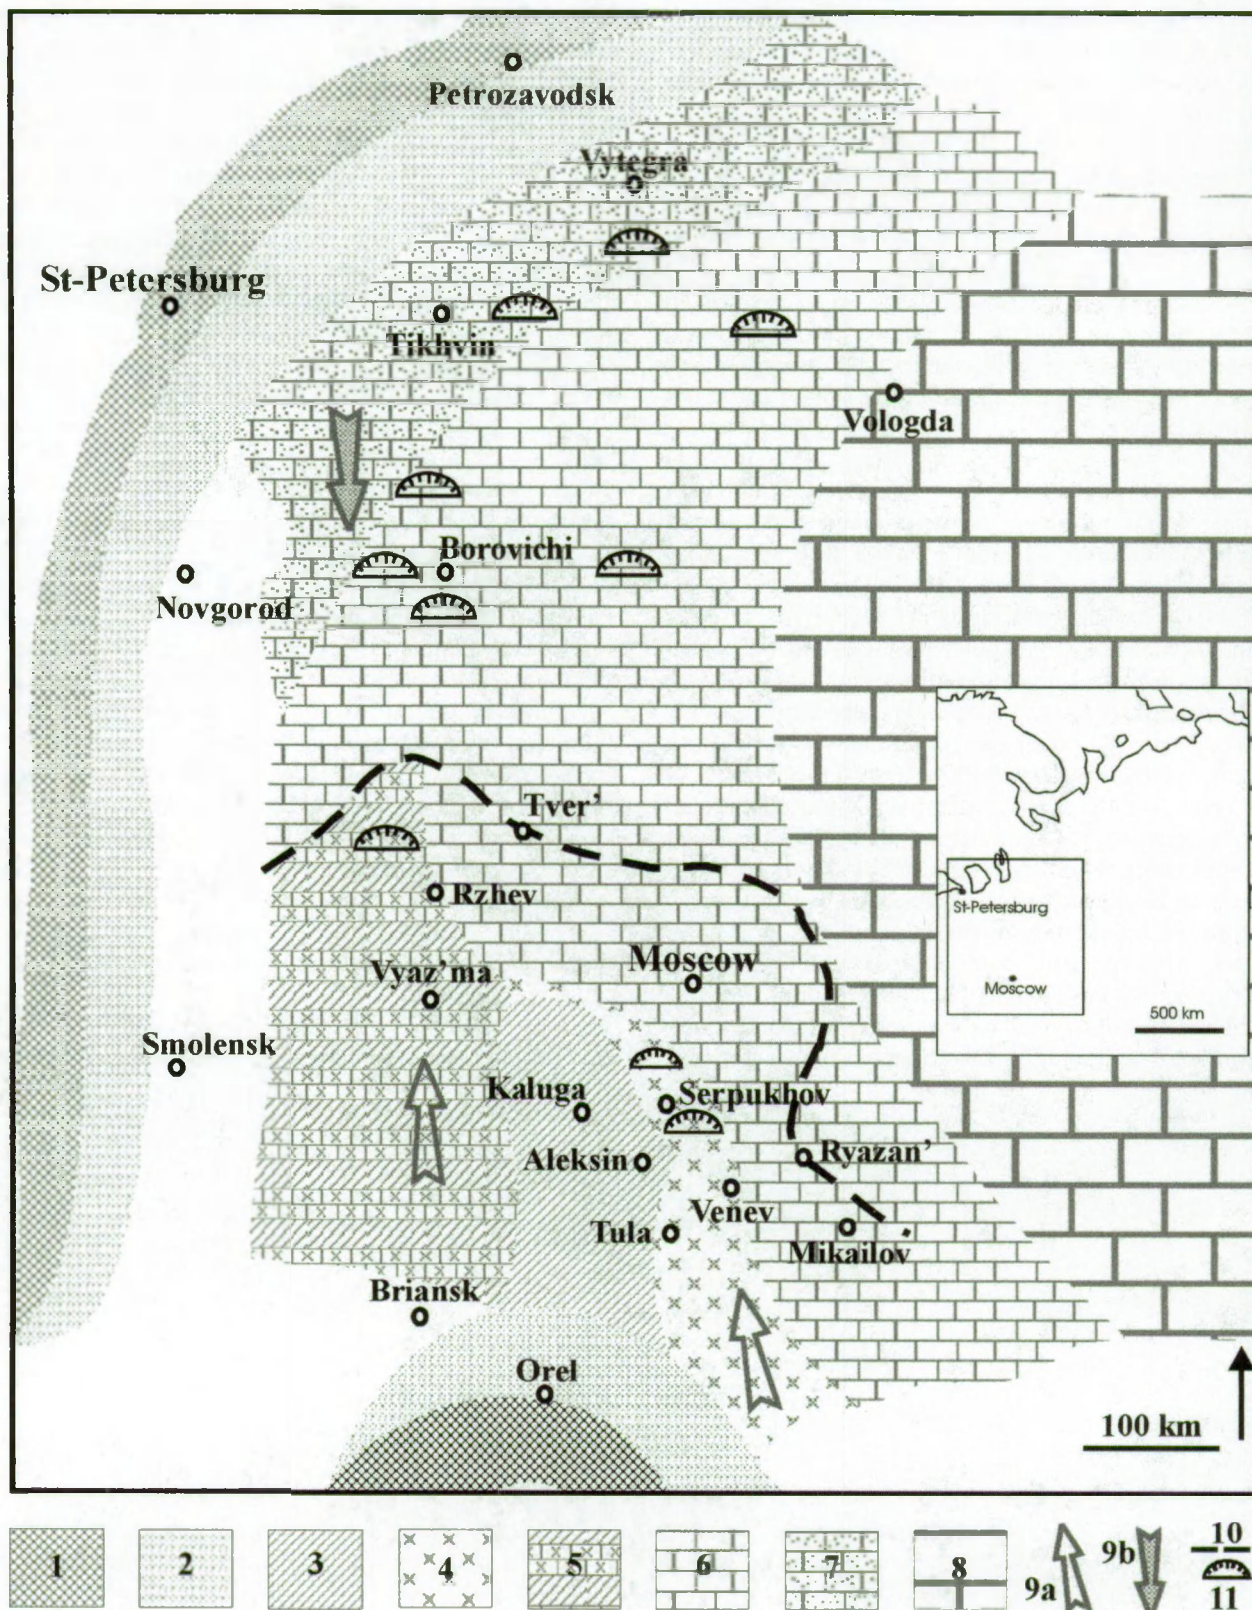 Petrozavodsk
Vytegra
St-Petersburg
Tikhvin
Vologda
Borovichi
Novgorod
Tver'
Rzhev
St-Petersburg
Moscow
Vyaz'ma
Moscow
500 km
Smolensk
Kaluga
Serpukhov
Aleksin
Ryazan'
Venev
Tula
Mikailov
Briansk
Orel
100 km
1 2 3 4 5 6 7 8 9a 9b 10
11